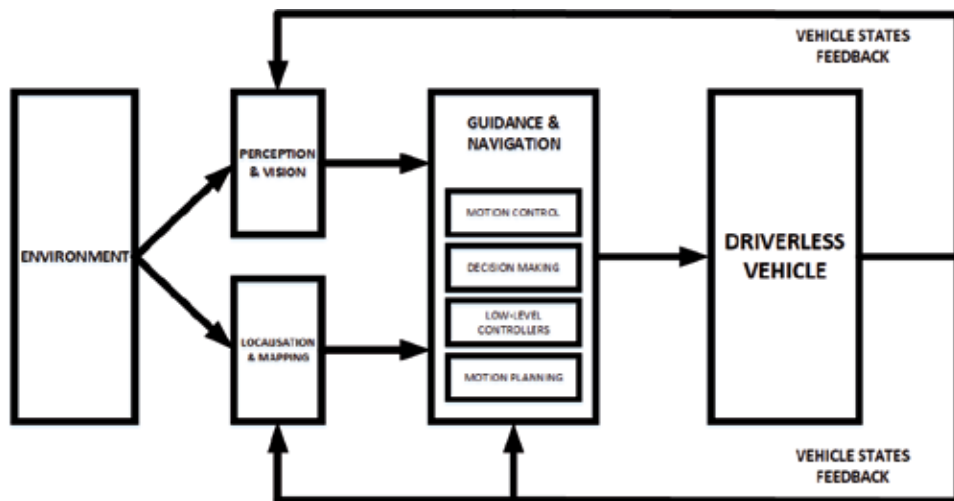 VEHICLE STATES
FEEDBACK
ENVIRONMENT
PERCEPTION
& VISION
LOCALISATION
& MAPPING
GUIDANCE &
NAVIGATION
MOTION CONTROL
DECISION MAKING
LOW-LEVEL
CONTROLLERS
MOTION PLANNING
DRIVERLESS
VEHICLE
VEHICLE STATES
FEEDBACK